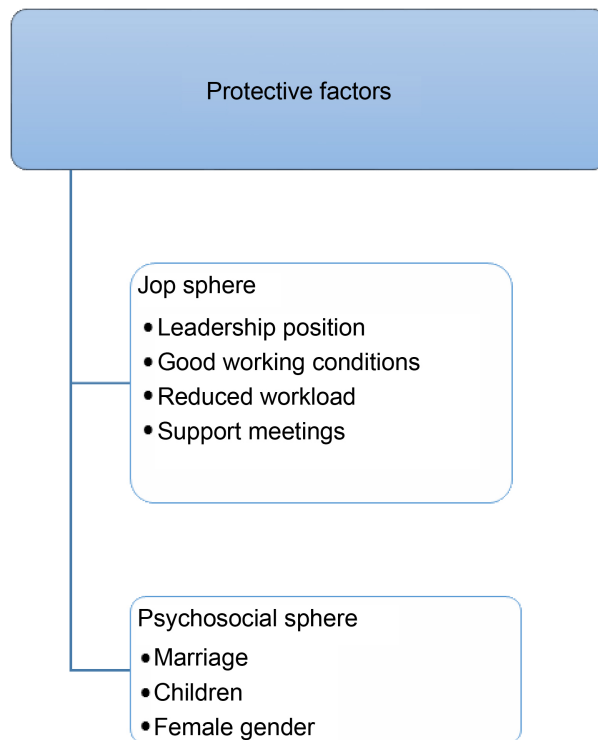 Protective factors
Jop sphere
• Leadership position
• Good working conditions
• Reduced workload
• Support meetings
Psychosocial sphere
• Marriage
• Children
• Female gender